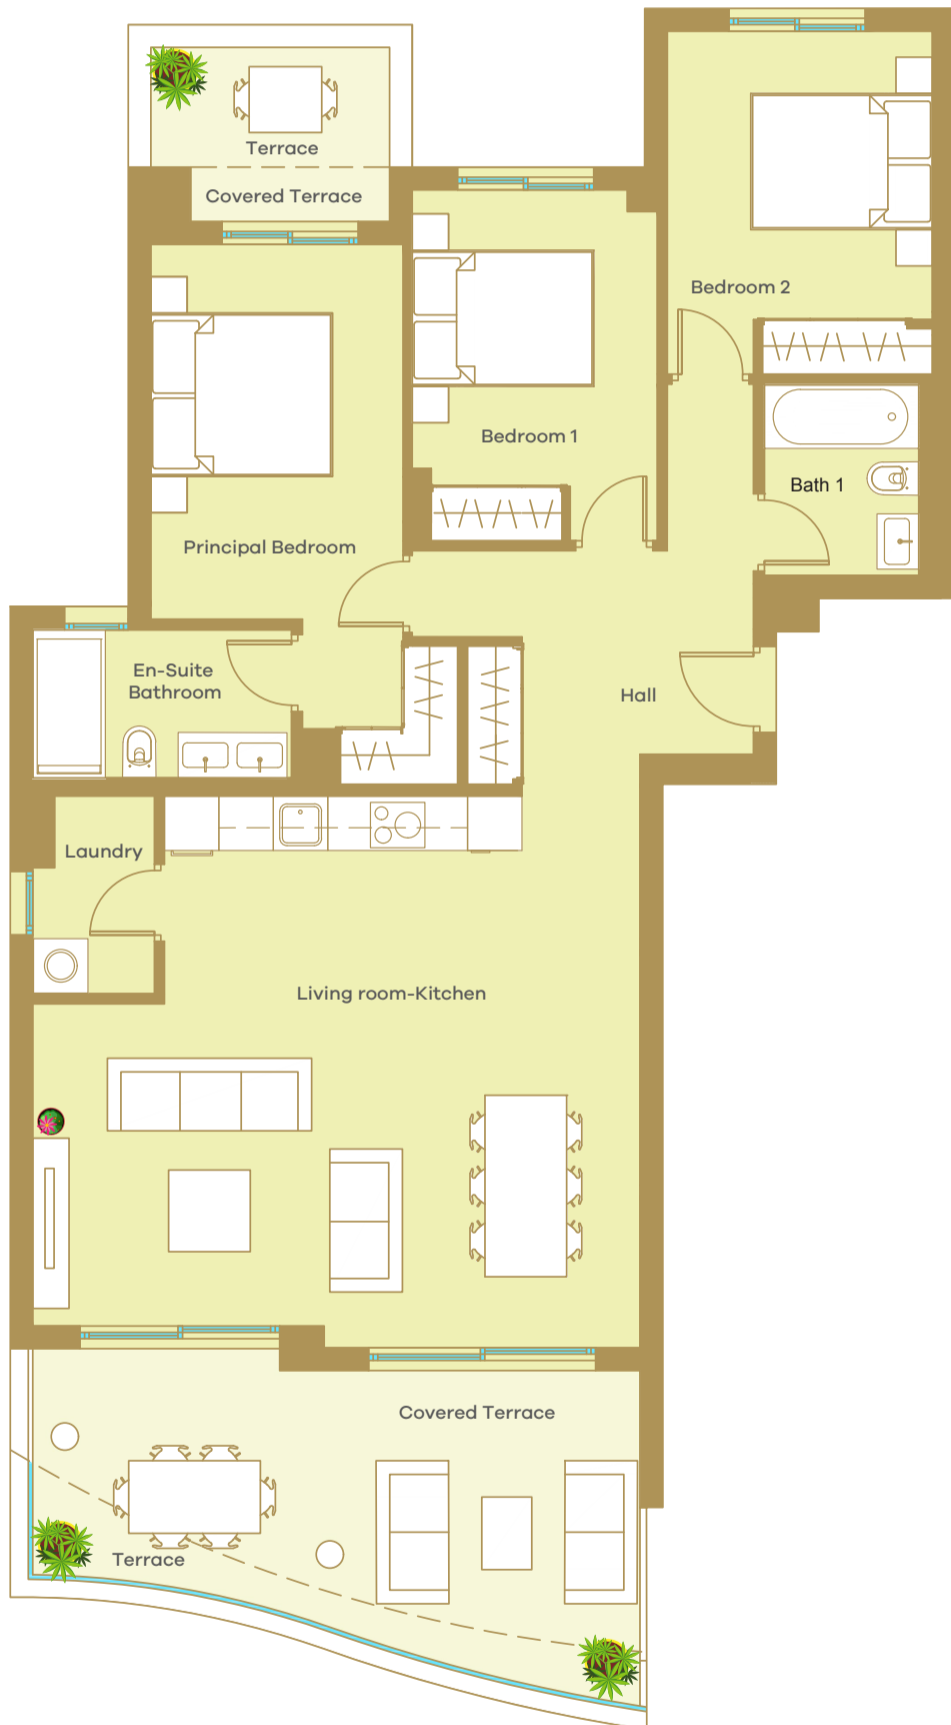 Terrace
Covered Terrace
Bedroom 2
Bedroom 1
Bath 1
Principal Bedroom
En-Suite
Bathroom
Hall
Laundry
Living room-Kitchen
Covered Terrace
Terrace